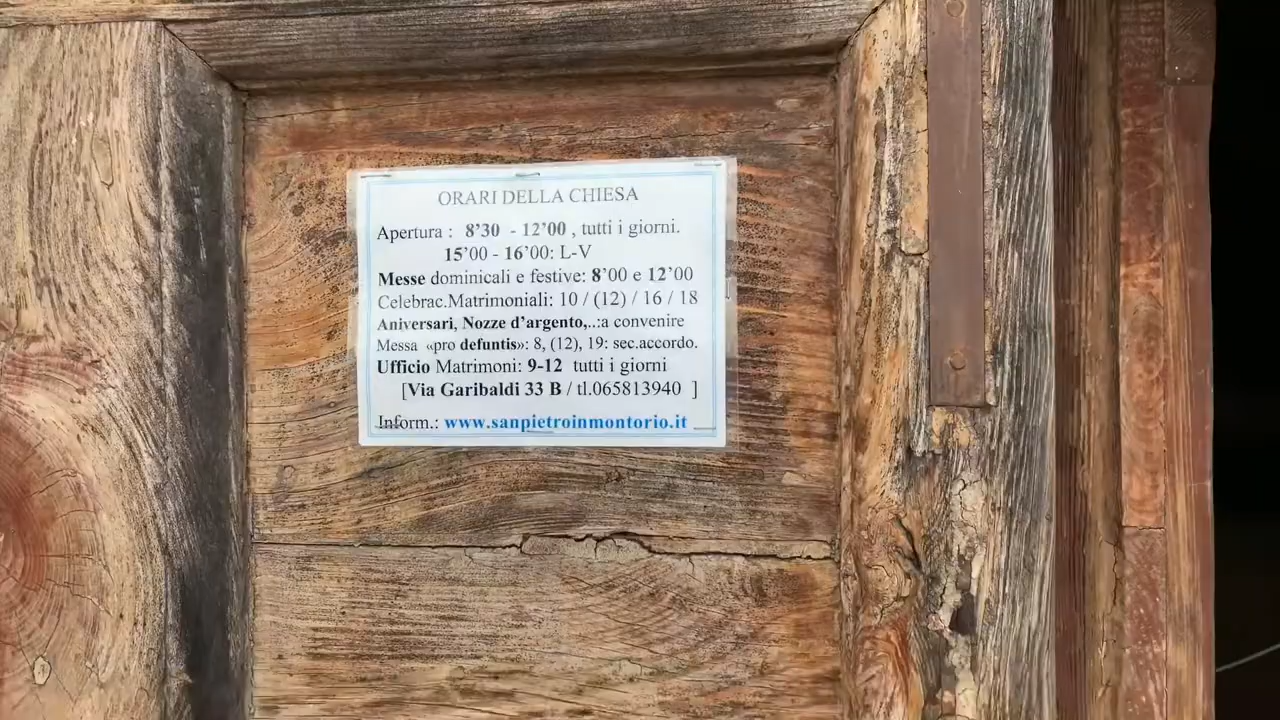 ORARI DELLA CHIESA
Apertura : 8'30 - 12'00 , tutti i giorni.
15'00 - 16'00: L-V
Messe dominicali e festive: 8'00 e 12'00
Celebrac.Matrimoniali: 10 / (12) / 16 / 18
Aniversari, Nozze d'argento,..:a convenire
Messa «pro defuntis»: 8, (12), 19: sec.accordo.
Ufficio Matrimoni: 9-12 tutti i giorni
[Via Garibaldi 33 B / tl.065813940 ]
Inform.: www.sanpietroinmontorio.it